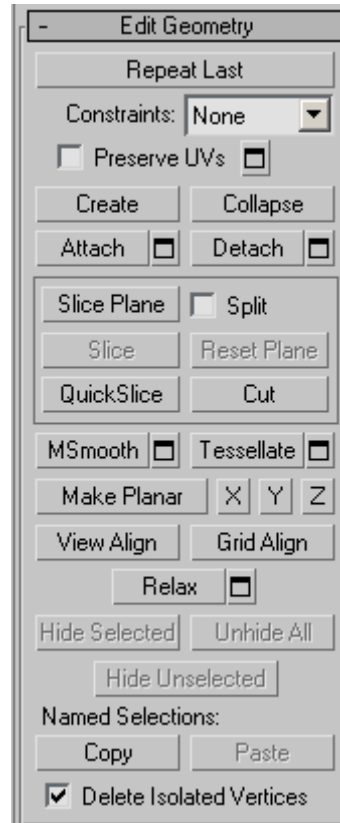 - Edit Geometry
Repeat Last
Constraints: None
Preserve UVs
Create Collapse
Attach Detach
Slice Plane Split
Slice Reset Plane
QuickSlice Cut
MSmooth Tessellate
Make Planar X Y Z
View Align Grid Align
Relax
Hide Selected Unhide All
Hide Unselected
Named Selections:
Copy Paste
Delete Isolated Vertices